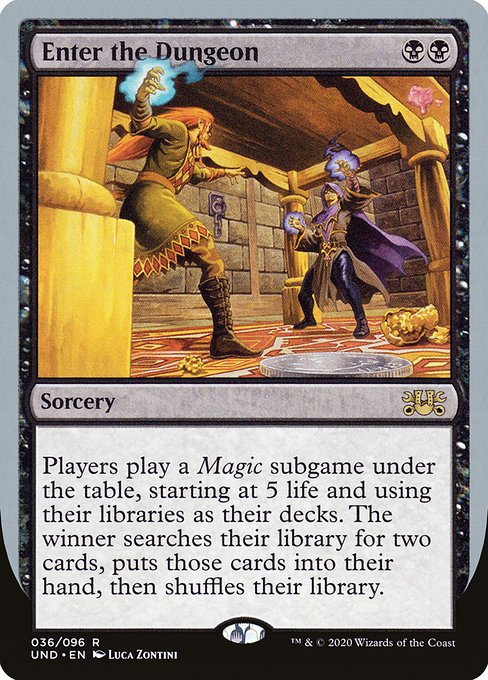 Enter the Dungeon
Sorcery
Players play a Magic subgame under
the table, starting at 5 life and using
their libraries as their decks. The
winner searches their library for two
cards, puts those cards into their
hand, then shuffles their library.
036/096 R
UND • EN Luca Zontini
™ & © 2020 Wizards of the Coast